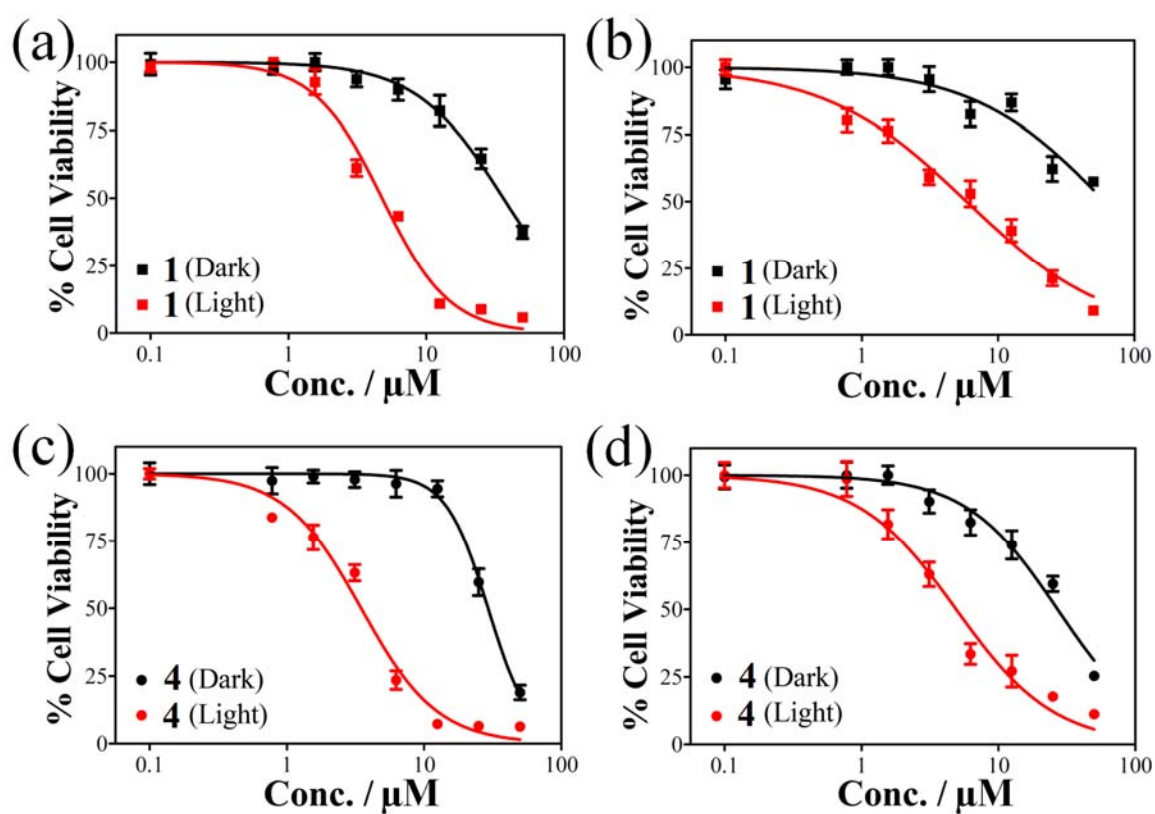 (a)
% Cell Viability
100
75
50
25
0
1 (Dark)
1 (Light)
0.1
1
10
100
Conc. / μM
(b)
% Cell Viability
100
75
50
25
0
1 (Dark)
1 (Light)
0.1
1
10
100
Conc. / μM
(c)
% Cell Viability
100
75
50
25
0
4 (Dark)
4 (Light)
0.1
1
10
100
Conc. / μM
(d)
% Cell Viability
100
75
50
25
0
4 (Dark)
4 (Light)
0.1
1
10
100
Conc. / μM